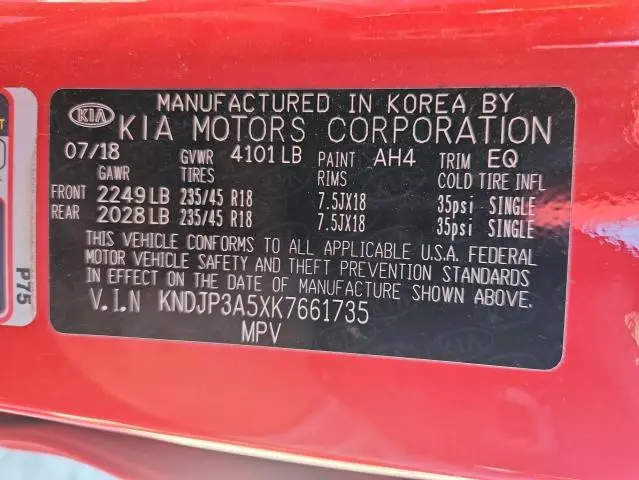 KIA MANUFACTURED IN KOREA BY
KIA MOTORS CORPORATION
07/18 GVWR 4101 LB PAINT AH4 TRIM EQ
GAWR TIRES RIMS COLD TIRE INFL
FRONT 2249 LB 235/45 R18 7.5JX18 35psi SINGLE
REAR 2028 LB 235/45 R18 7.5JX18 35psi SINGLE
THIS VEHICLE CONFORMS TO ALL APPLICABLE U.S.A. FEDERAL
MOTOR VEHICLE SAFETY AND THEFT PREVENTION STANDARDS
IN EFFECT ON THE DATE OF MANUFACTURE SHOWN ABOVE.
V.I.N KNDJP3A5XK7661735
MPV
P75